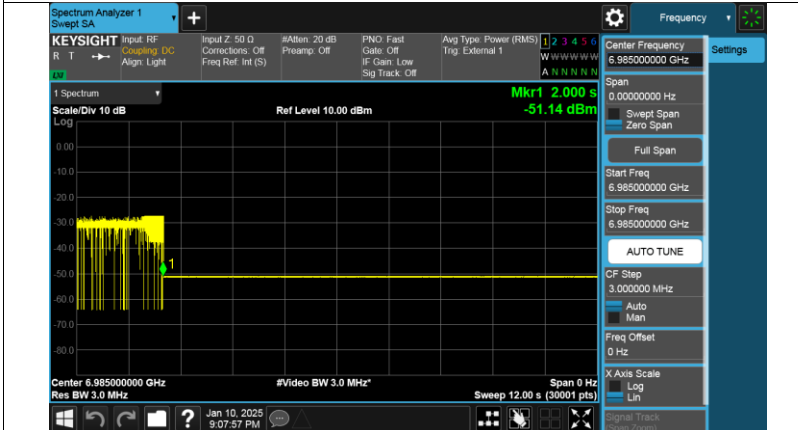 Spectrum Analyzer 1
Swept SA
Frequency
KEYSIGHT
R T
LXI
Input: RF
Coupling: DC
Align: Light
Input Z: 50 Ω
Corrections: Off
Freq Ref: Int (S)
#Atten: 20 dB
Preamp: Off
PNO: Fast
Gate: Off
IF Gain: Low
Sig Track: Off
Avg Type: Power (RMS)
Trig: External 1
1 2 3 4 5 6
W W W W W W
A N N N N N
1 Spectrum
Scale/Div 10 dB
Log
Ref Level 10.00 dBm
Mkr1 2.000 s
-51.14 dBm
0.00
-10.0
-20.0
-30.0
-40.0
-50.0
-60.0
-70.0
-80.0
1
Center 6.985000000 GHz
Res BW 3.0 MHz
#Video BW 3.0 MHz*
Span 0 Hz
Sweep 12.00 s (30001 pts)
Jan 10, 2025
9:07:57 PM
Center Frequency
6.985000000 GHz
Settings
Span
0.00000000 Hz
Swept Span
Zero Span
Full Span
Start Freq
6.985000000 GHz
Stop Freq
6.985000000 GHz
AUTO TUNE
CF Step
3.000000 MHz
Auto
Man
Freq Offset
0 Hz
X Axis Scale
Log
Lin
Signal Track
(Span Zoom)